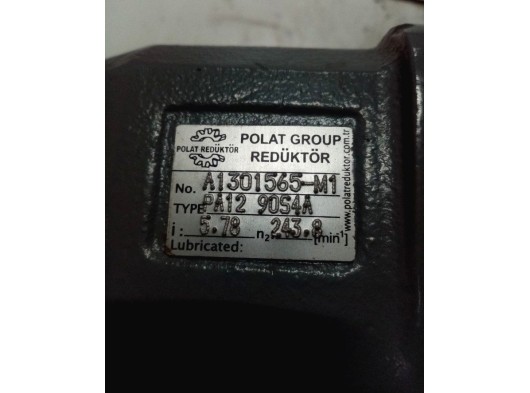 POLAT REDÜKTÖR
POLAT GROUP
REDÜKTÖR
No. A1301565-M1
TYPE PA12 90S4A
i: 5.78 n2: 243.8 [min-1]
Lubricated:
www.polatreduktor.com.tr